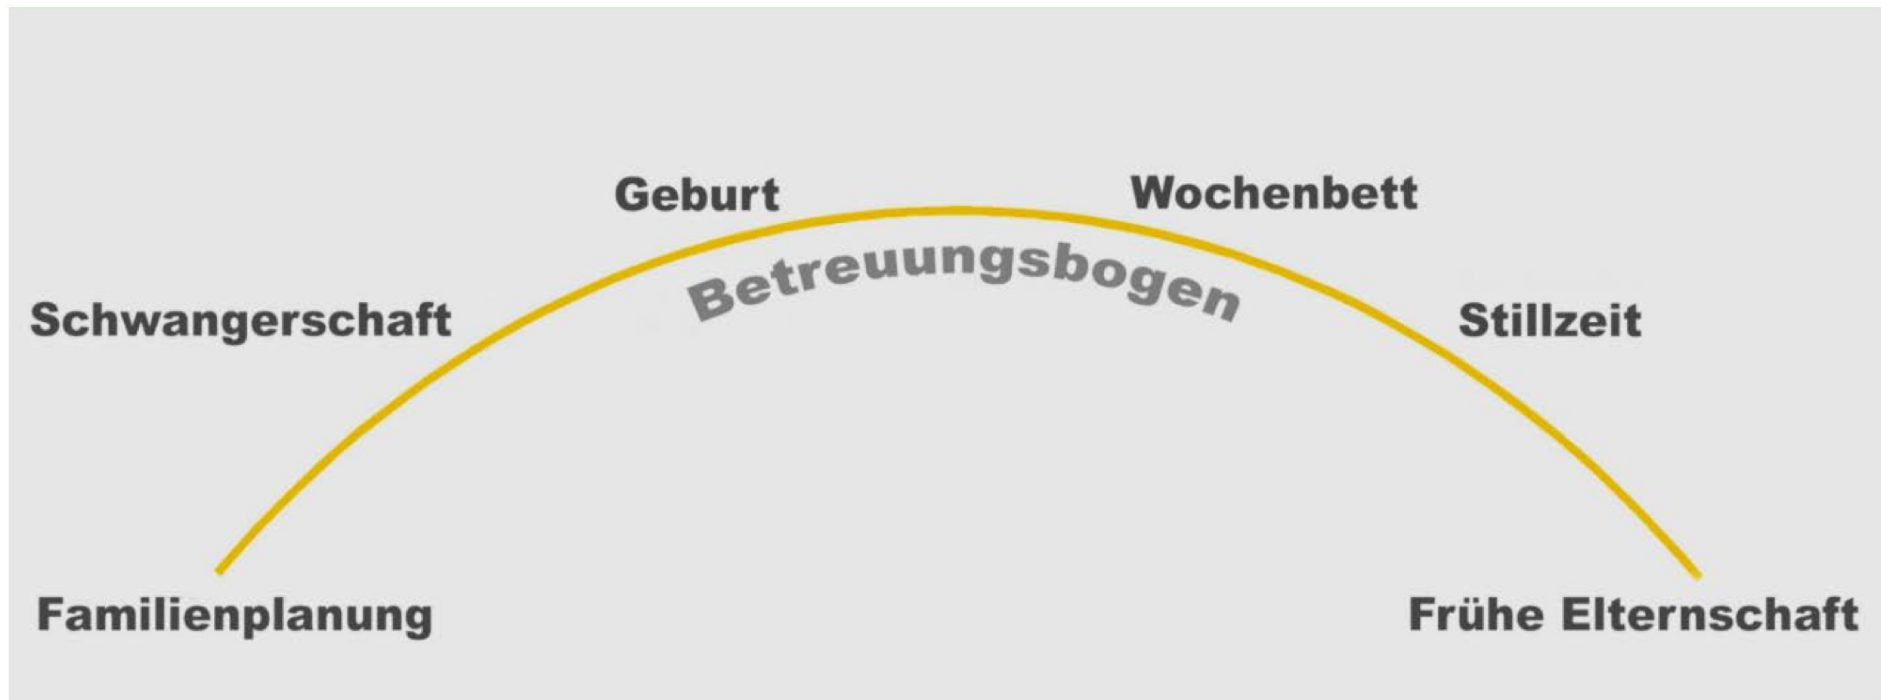 Geburt
Wochenbett
Betreuungsbogen
Schwangerschaft
Stillzeit
Familienplanung
Frühe Elternschaft